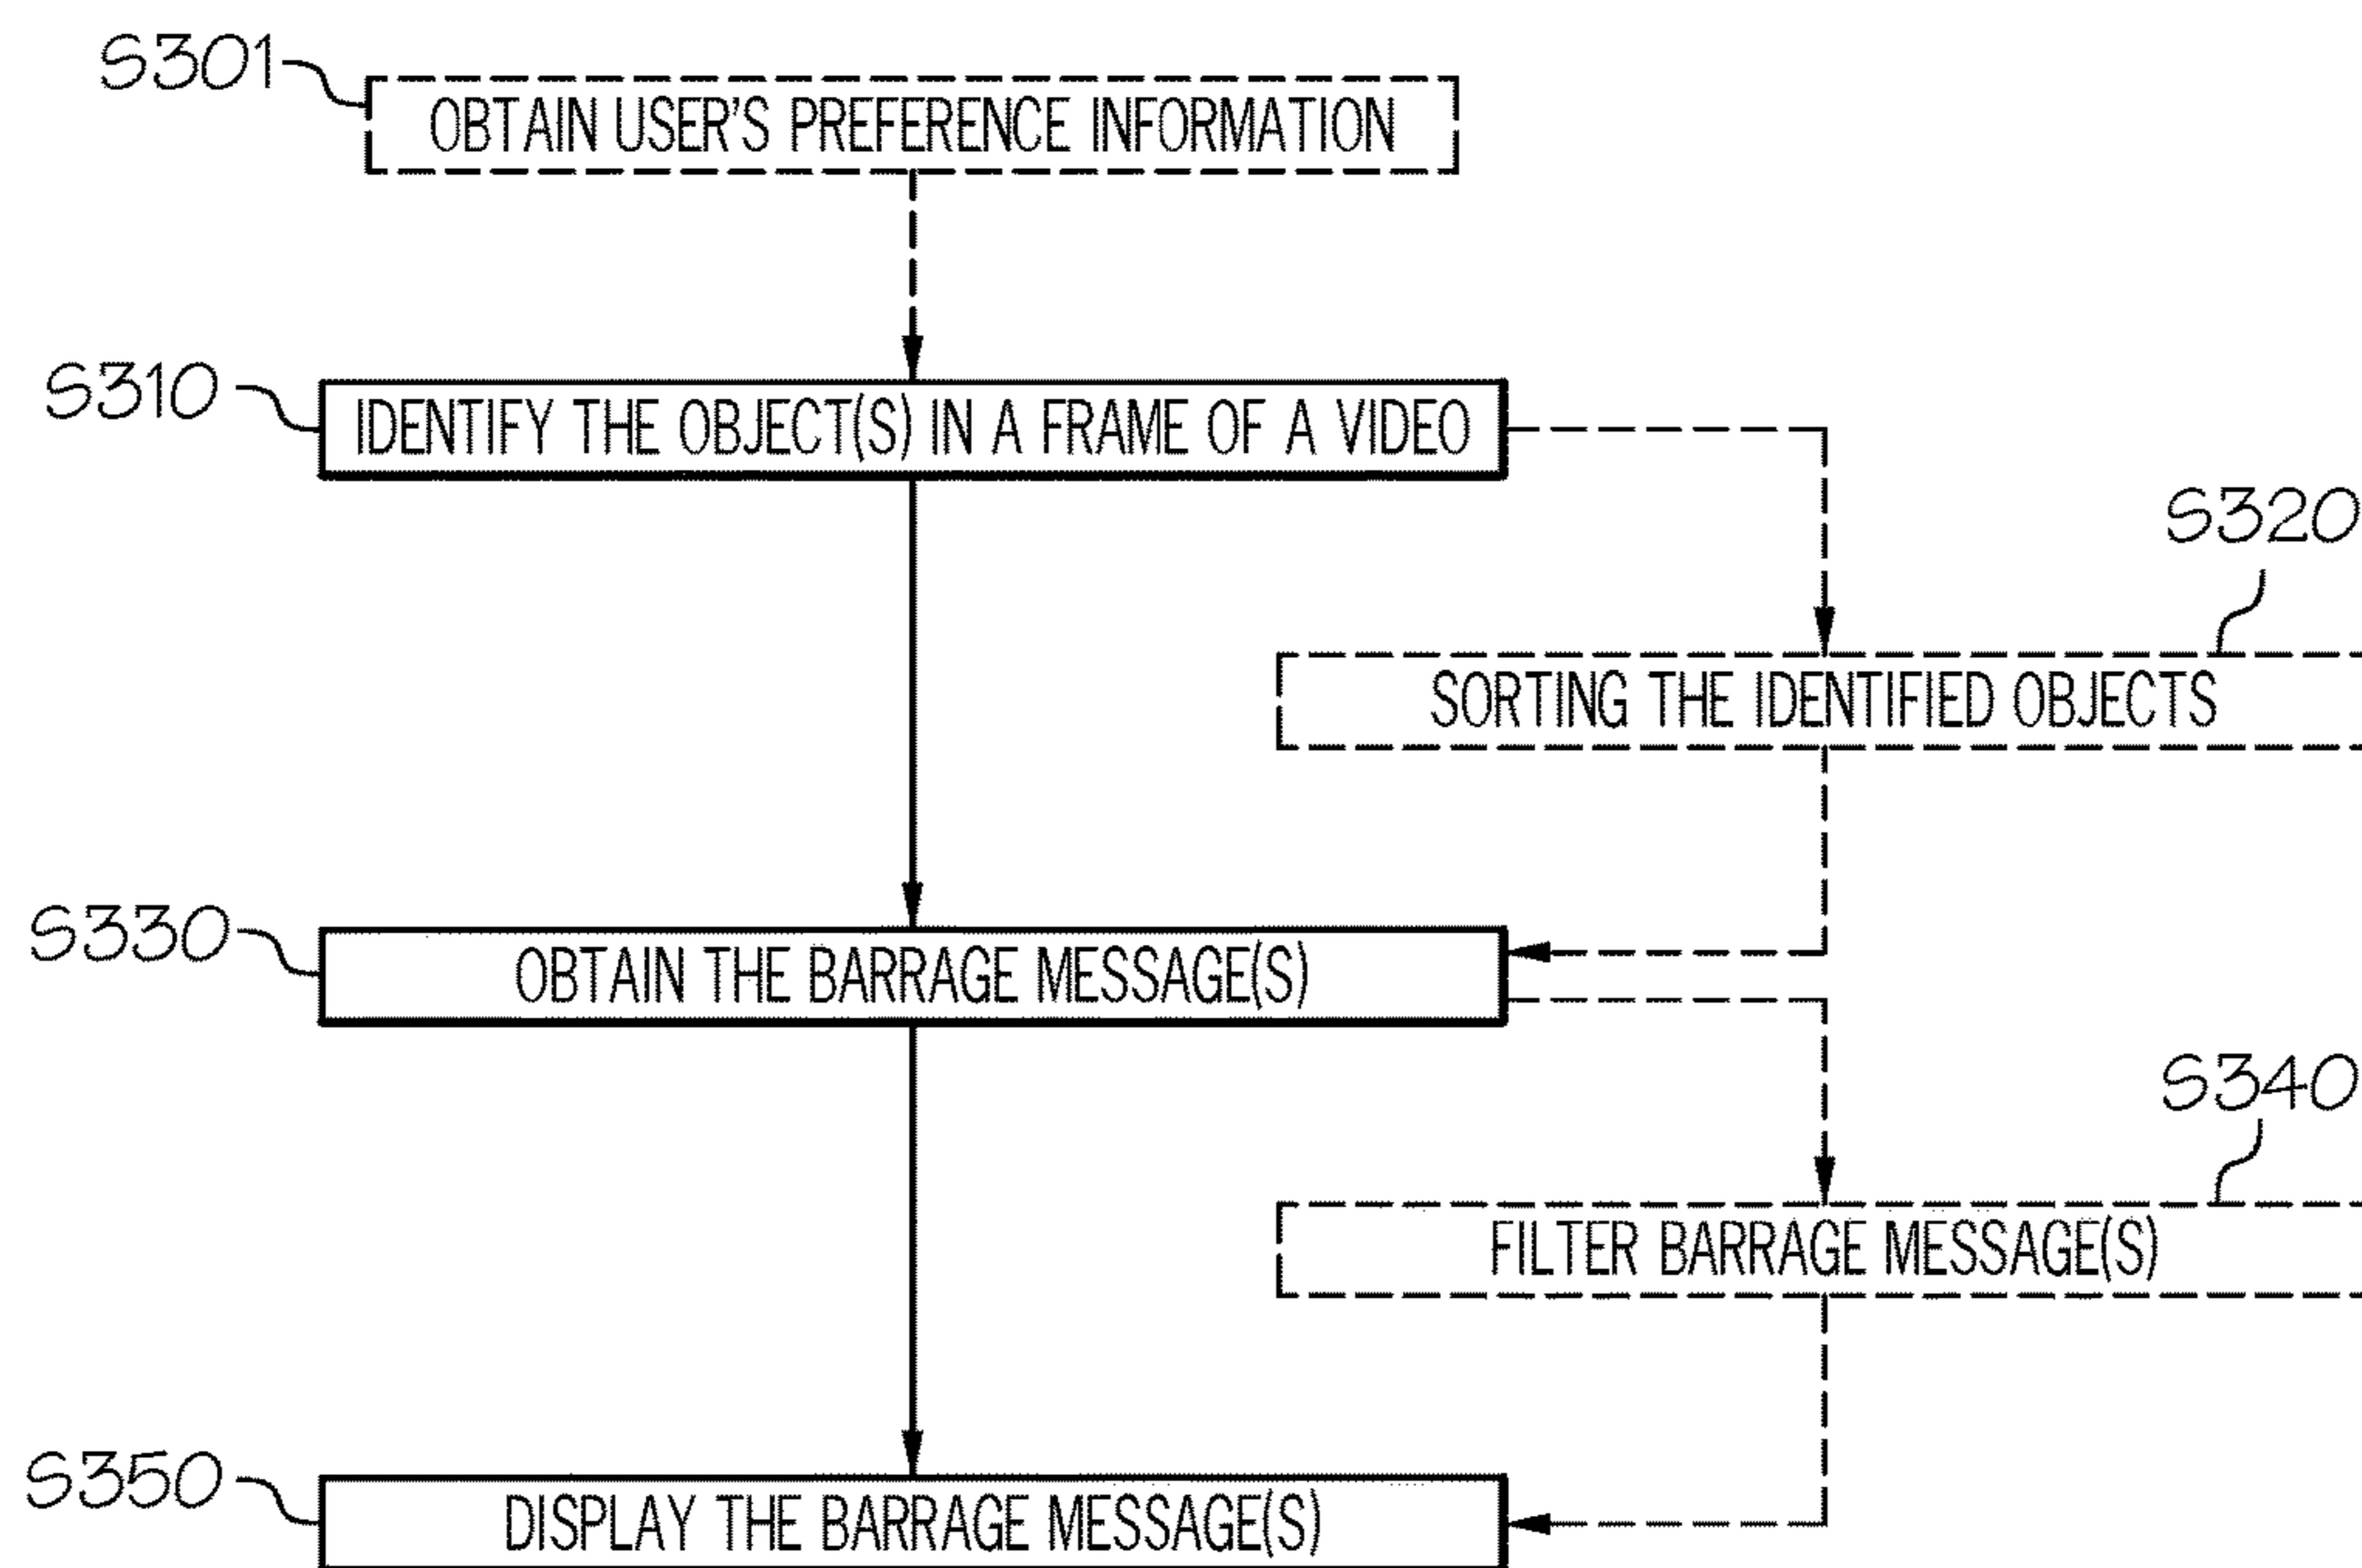 S301
OBTAIN USER'S PREFERENCE INFORMATION
S310
IDENTIFY THE OBJECT(S) IN A FRAME OF A VIDEO
S320
SORTING THE IDENTIFIED OBJECTS
S330
OBTAIN THE BARRAGE MESSAGE(S)
S340
FILTER BARRAGE MESSAGE(S)
S350
DISPLAY THE BARRAGE MESSAGE(S)